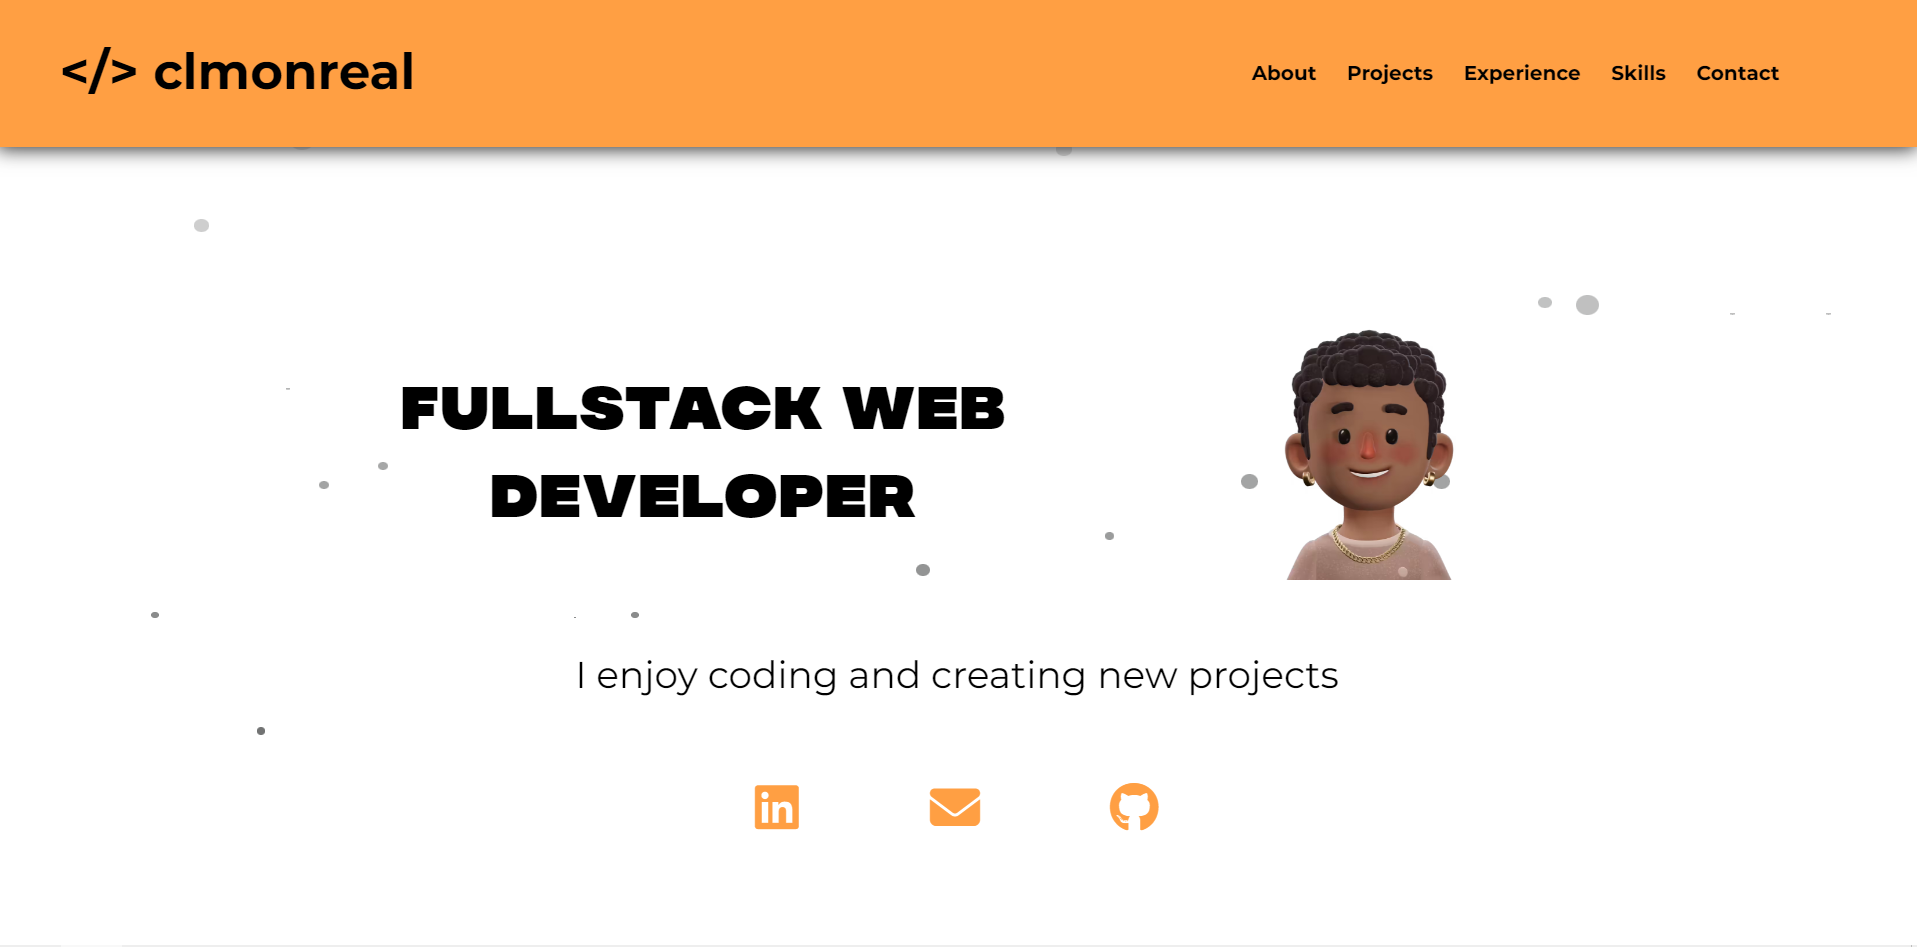 </> clmonreal
About Projects Experience Skills Contact
FULLSTACK WEB
DEVELOPER
I enjoy coding and creating new projects
in